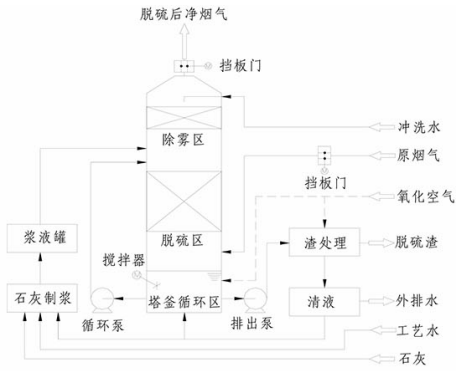 脱硫后净烟气
挡板门
冲洗水
除雾区
原烟气
挡板门
氧化空气
浆液罐
脱硫区
渣处理
脱硫渣
搅拌器
石灰制浆
塔釜循环区
清液
外排水
循环泵
排出泵
工艺水
石灰